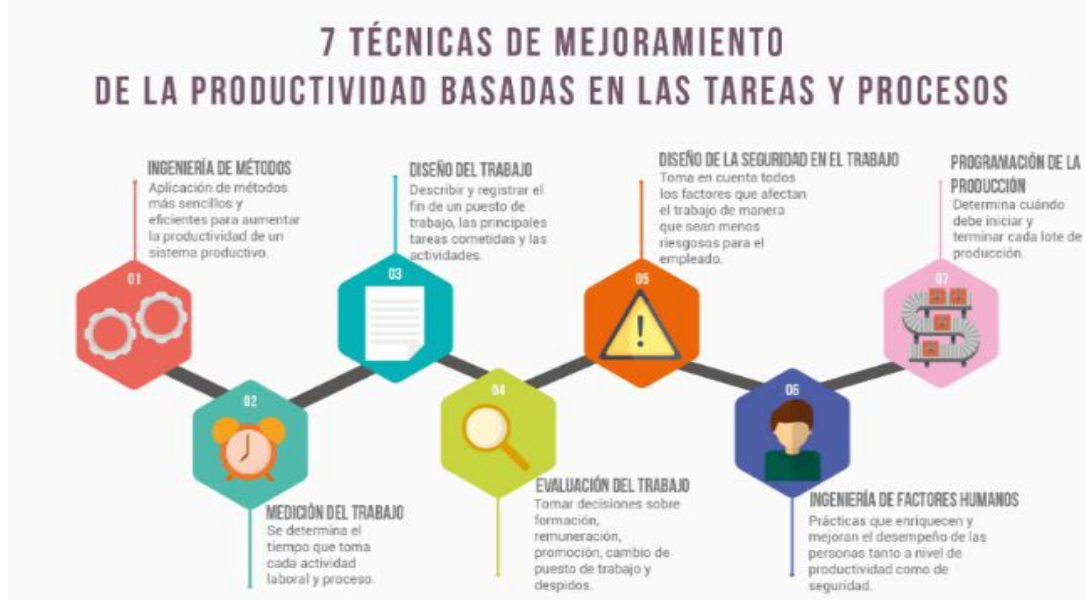 7 TÉCNICAS DE MEJORAMIENTO
DE LA PRODUCTIVIDAD BASADAS EN LAS TAREAS Y PROCESOS
INGENIERÍA DE MÉTODOS
Aplicación de métodos
más sencillos y
eficientes para aumentar
la productividad de un
sistema productivo.
01
02
MEDICIÓN DEL TRABAJO
Se determina el
tiempo que toma
cada actividad
laboral y proceso.
DISEÑO DEL TRABAJO
Describir y registrar el
fin de un puesto de
trabajo, las principales
tareas cometidas y las
actividades.
03
04
EVALUACIÓN DEL TRABAJO
Tomar decisiones sobre
formación,
remuneración,
promoción, cambio de
puesto de trabajo y
despidos.
DISEÑO DE LA SEGURIDAD EN EL TRABAJO
Toma en cuenta todos
los factores que afectan
el trabajo de manera
que sean menos
riesgosos para el
empleado.
05
06
INGENIERÍA DE FACTORES HUMANOS
Prácticas que enriquecen y
mejoran el desempeño de las
personas tanto a nivel de
productividad como de
seguridad.
PROGRAMACIÓN DE LA
PRODUCCIÓN
Determina cuándo
debe iniciar y
terminar cada lote de
producción.
07